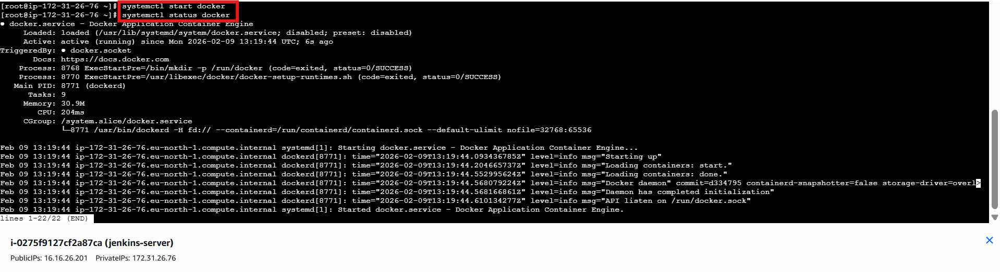 [root@ip-172-31-26-76 ~]# systemctl start docker
[root@ip-172-31-26-76 ~]# systemctl status docker
● docker.service - Docker Application Container Engine
Loaded: loaded (/usr/lib/systemd/system/docker.service; disabled; preset: disabled)
Active: active (running) since Mon 2026-02-09 13:19:44 UTC; 6s ago
TriggeredBy: ● docker.socket
Docs: https://docs.docker.com
Process: 8768 ExecStartPre=/bin/mkdir -p /run/docker (code=exited, status=0/SUCCESS)
Process: 8770 ExecStartPre=/usr/libexec/docker/docker-setup-runtimes.sh (code=exited, status=0/SUCCESS)
Main PID: 8771 (dockerd)
Tasks: 9
Memory: 30.9M
CPU: 204ms
CGroup: /system.slice/docker.service
└─8771 /usr/bin/dockerd -H fd:// --containerd=/run/containerd/containerd.sock --default-ulimit nofile=32768:65536
Feb 09 13:19:44 ip-172-31-26-76.eu-north-1.compute.internal systemd[1]: Starting docker.service - Docker Application Container Engine...
Feb 09 13:19:44 ip-172-31-26-76.eu-north-1.compute.internal dockerd[8771]: time="2026-02-09T13:19:44.093436785Z" level=info msg="Starting up"
Feb 09 13:19:44 ip-172-31-26-76.eu-north-1.compute.internal dockerd[8771]: time="2026-02-09T13:19:44.204665737Z" level=info msg="Loading containers: start."
Feb 09 13:19:44 ip-172-31-26-76.eu-north-1.compute.internal dockerd[8771]: time="2026-02-09T13:19:44.552995624Z" level=info msg="Loading containers: done."
Feb 09 13:19:44 ip-172-31-26-76.eu-north-1.compute.internal dockerd[8771]: time="2026-02-09T13:19:44.568079224Z" level=info msg="Docker daemon" commit=d334795 containerd-snapshotter=false storage-driver=overl>
Feb 09 13:19:44 ip-172-31-26-76.eu-north-1.compute.internal dockerd[8771]: time="2026-02-09T13:19:44.568166861Z" level=info msg="Daemon has completed initialization"
Feb 09 13:19:44 ip-172-31-26-76.eu-north-1.compute.internal dockerd[8771]: time="2026-02-09T13:19:44.610134277Z" level=info msg="API listen on /run/docker.sock"
Feb 09 13:19:44 ip-172-31-26-76.eu-north-1.compute.internal systemd[1]: Started docker.service - Docker Application Container Engine.
lines 1-22/22 (END)
i-0275f9127cf2a87ca (jenkins-server)
PublicIPs: 16.16.26.201 PrivateIPs: 172.31.26.76